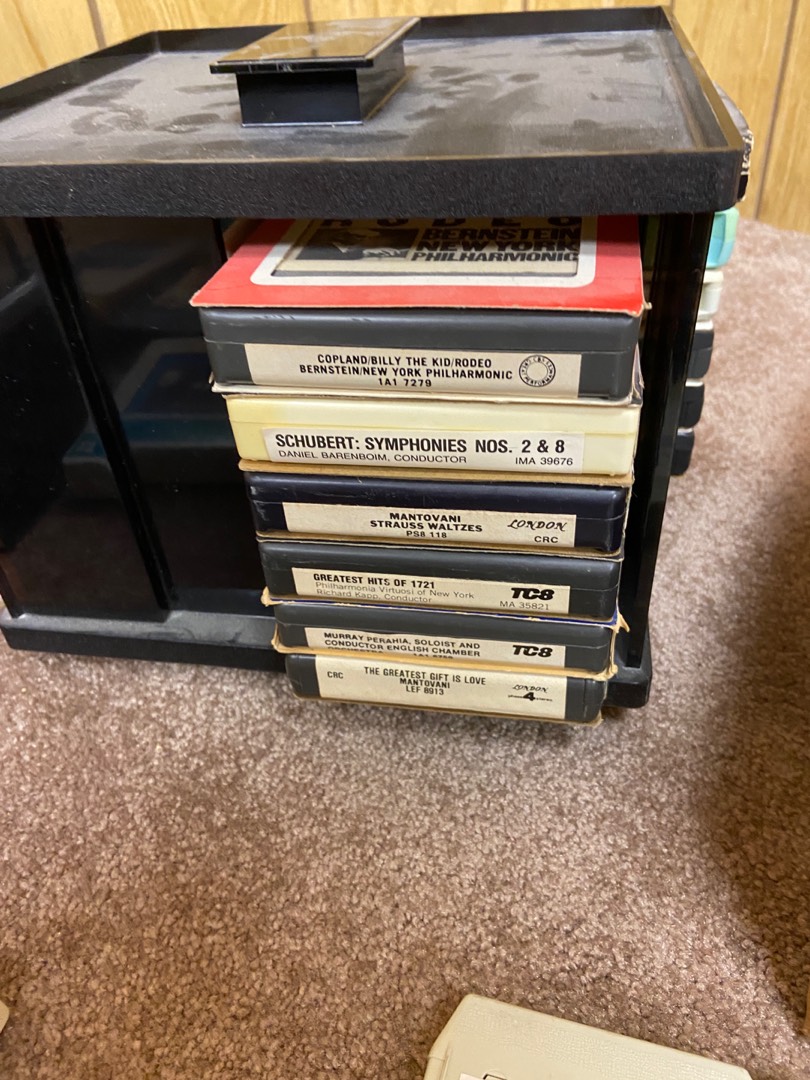 RODEO
BERNSTEIN
NEW YORK
PHILHARMONIC
COPLAND/BILLY THE KID/RODEO
BERNSTEIN/NEW YORK PHILHARMONIC
1A1 7279
SCHUBERT: SYMPHONIES NOS. 2 & 8
DANIEL BARENBOIM, CONDUCTOR IMA 39676
MANTOVANI
STRAUSS WALTZES
PS8 118
LONDON
CRC
GREATEST HITS OF 1721
Philharmonia Virtuosi of New York
Richard Kapp, Conductor
TC8
MA 35821
MURRAY PERAHIA, SOLOIST AND
CONDUCTOR ENGLISH CHAMBER
TC8
CRC
THE GREATEST GIFT IS LOVE
MANTOVANI
LEF 8913
LONDON
4